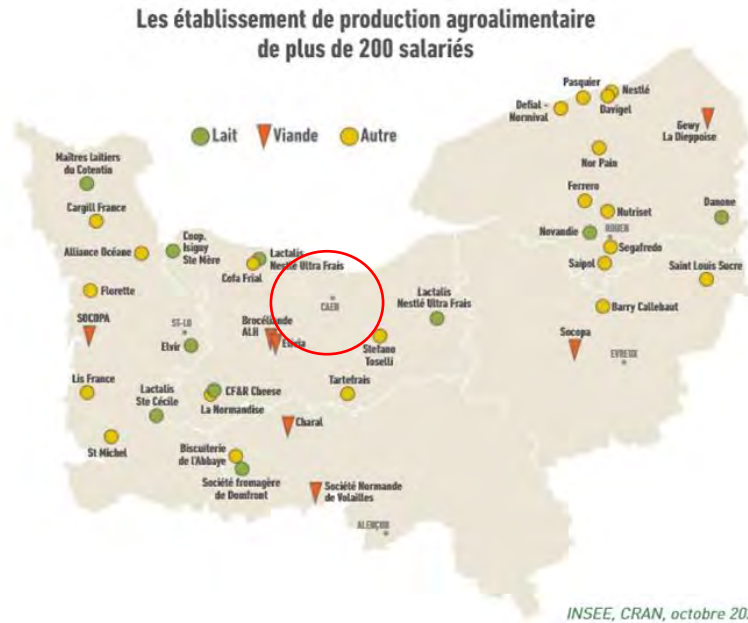 Les établissement de production agroalimentaire
de plus de 200 salariés
Lait
Viande
Autre
Pasquier
Nestlé
Defial -
Normival
Davigel
Gewy
La Dieppoise
Maîtres laitiers
du Cotentin
Nor Pain
Cargill France
Ferrero
Nutriset
Danone
Novandie
ROUEN
Coop.
Isigny
Ste Mère
Alliance Océane
Lactalis
Nestlé Ultra Frais
Cofa Frial
Segafredo
Saipol
Saint Louis Sucre
Florette
CAEN
Lactalis
Nestlé Ultra Frais
Barry Callebaut
SOCOPA
ST-LO
Brocéliande
ALH
Elivia
Elvir
Stefano
Toselli
Socopa
EVREUX
Lis France
Lactalis
Ste Cécile
CF&R Cheese
La Normandise
Tartefrais
Charal
St Michel
Biscuiterie
de l'Abbaye
Société fromagère
de Domfront
Société Normande
de Volailles
ALENÇON
INSEE, CRAN, octobre 20